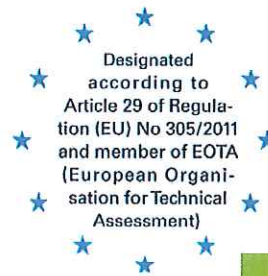 Designated
according to
Article 29 of Regula-
tion (EU) No 305/2011
and member of EOTA
(European Organi-
sation for Technical
Assessment)